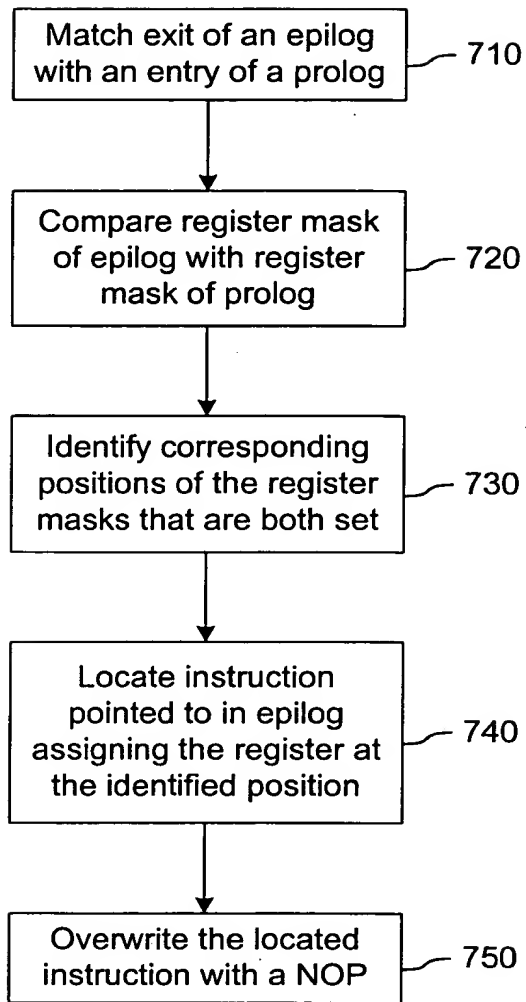 Match exit of an epilog
with an entry of a prolog
710
Compare register mask
of epilog with register
mask of prolog
720
Identify corresponding
positions of the register
masks that are both set
730
Locate instruction
pointed to in epilog
assigning the register at
the identified position
740
Overwrite the located
instruction with a NOP
750